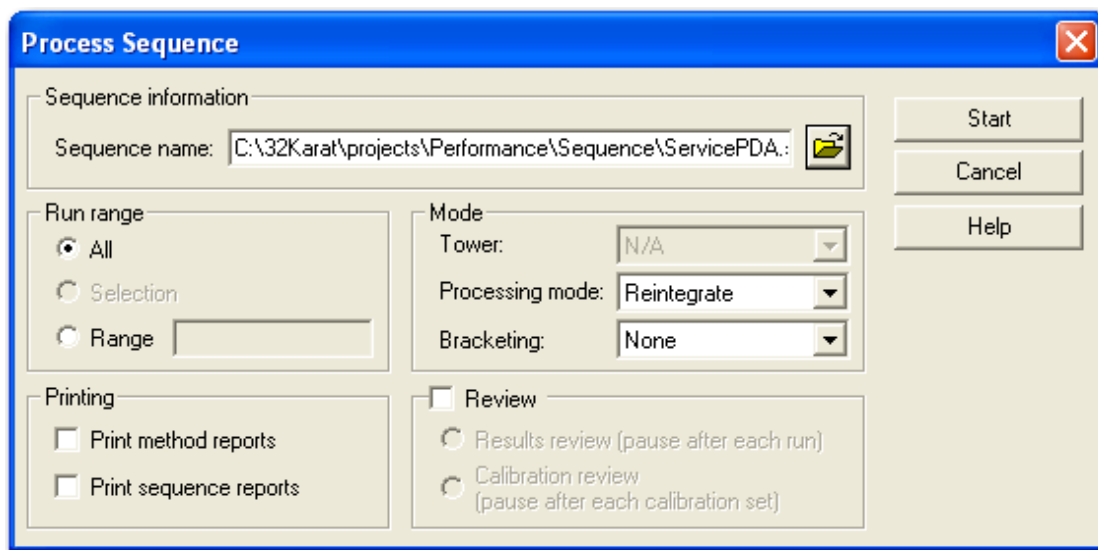 Process Sequence
Sequence information
Sequence name: C:\32Karat\projects\Performance\Sequence\ServicePDA.:
Start
Cancel
Help
Run range
All
Selection
Range
Mode
Tower: N/A
Processing mode: Reintegrate
Bracketing: None
Printing
Print method reports
Print sequence reports
Review
Results review (pause after each run)
Calibration review
(pause after each calibration set)